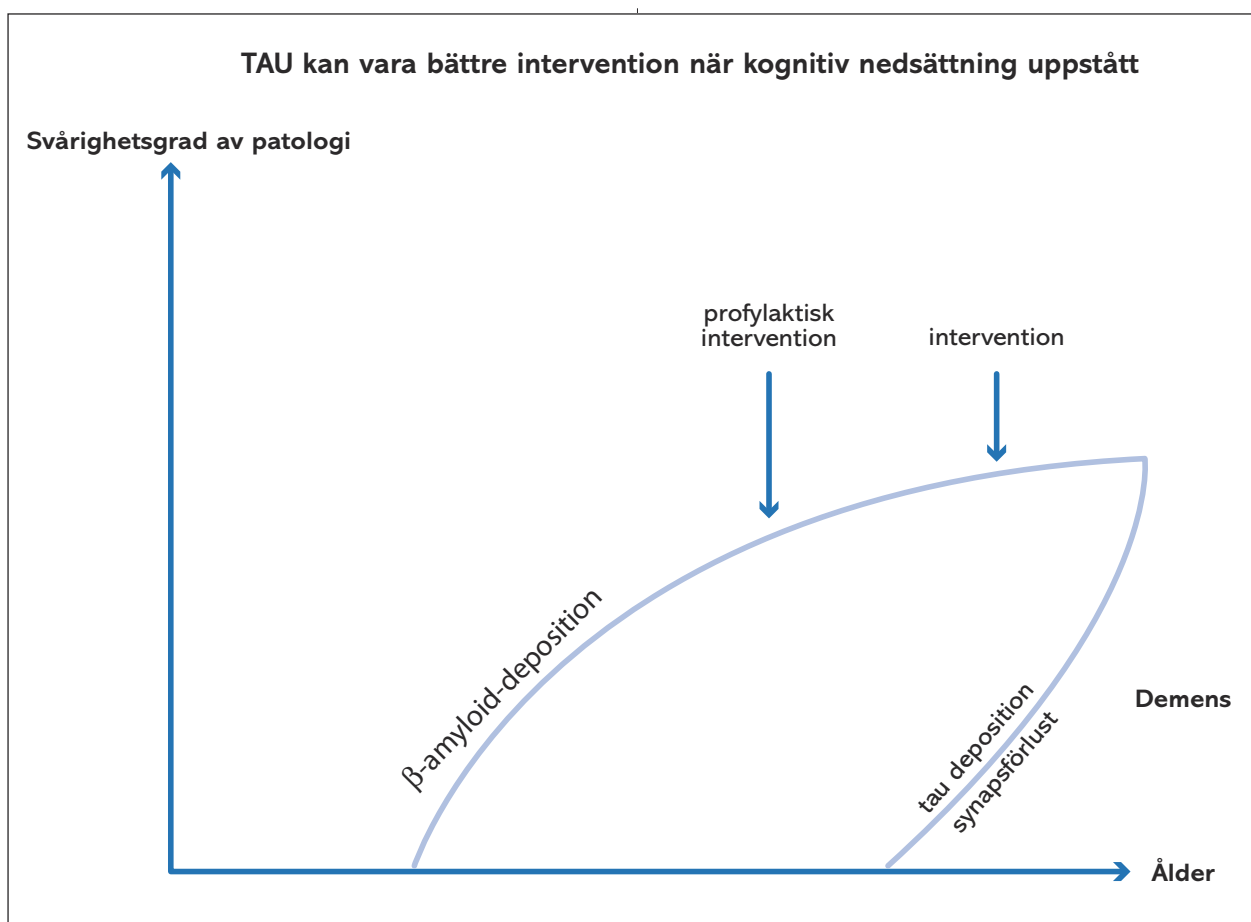 TAU kan vara bättre intervention när kognitiv nedsättning uppstått
Svårighetsgrad av patologi
profylaktisk
intervention
intervention
β-amyloid-deposition
tau deposition
synapsförlust
Demens
Ålder